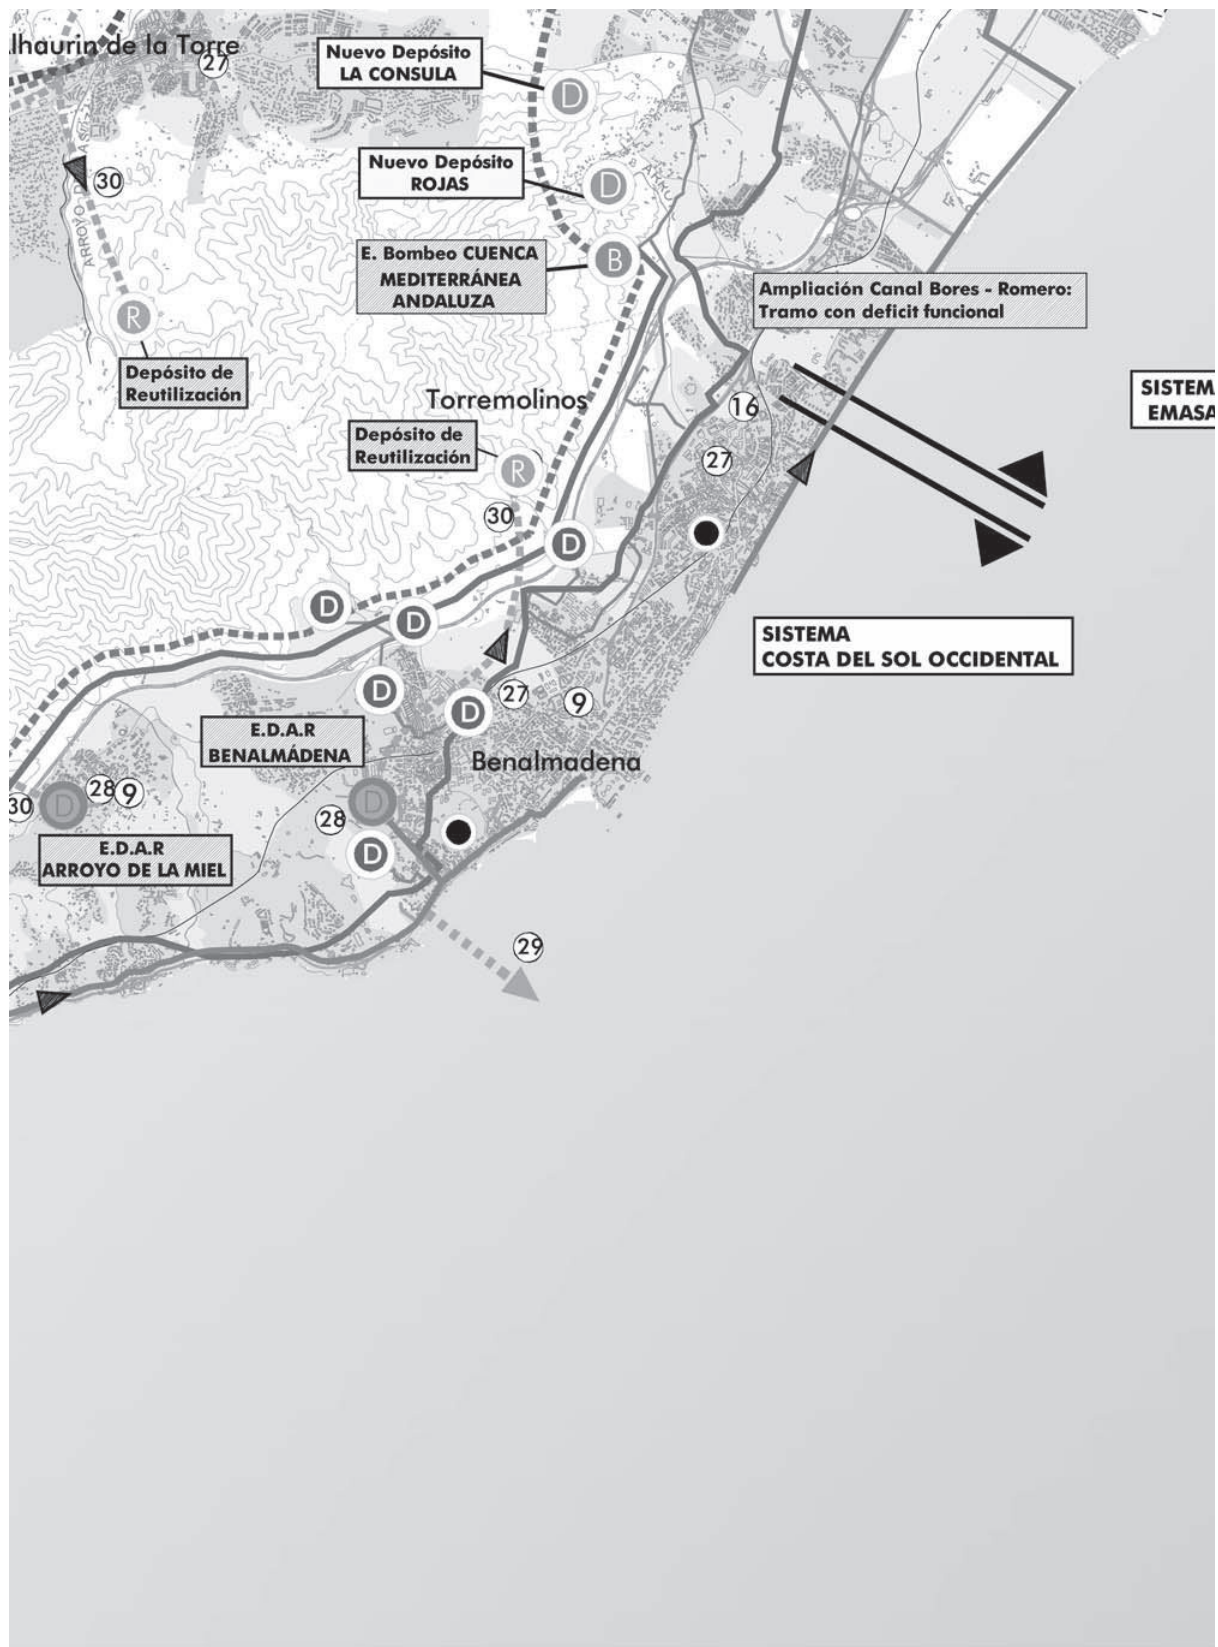 lhaurin de la Torre
27
Nuevo Depósito
LA CONSULA
D
Nuevo Depósito
ROJAS
D
30
E. Bombeo CUENCA
MEDITERRÁNEA
ANDALUZA
B
Ampliación Canal Bores - Romero:
Tramo con deficit funcional
R
Depósito de
Reutilización
SISTEMA
EMASA
Torremolinos
16
Depósito de
Reutilización
R
27
30
D
D
D
SISTEMA
COSTA DEL SOL OCCIDENTAL
D
27
9
D
E.D.A.R
BENALMÁDENA
Benalmadena
30
D
28
9
D
28
E.D.A.R
ARROYO DE LA MIEL
D
29